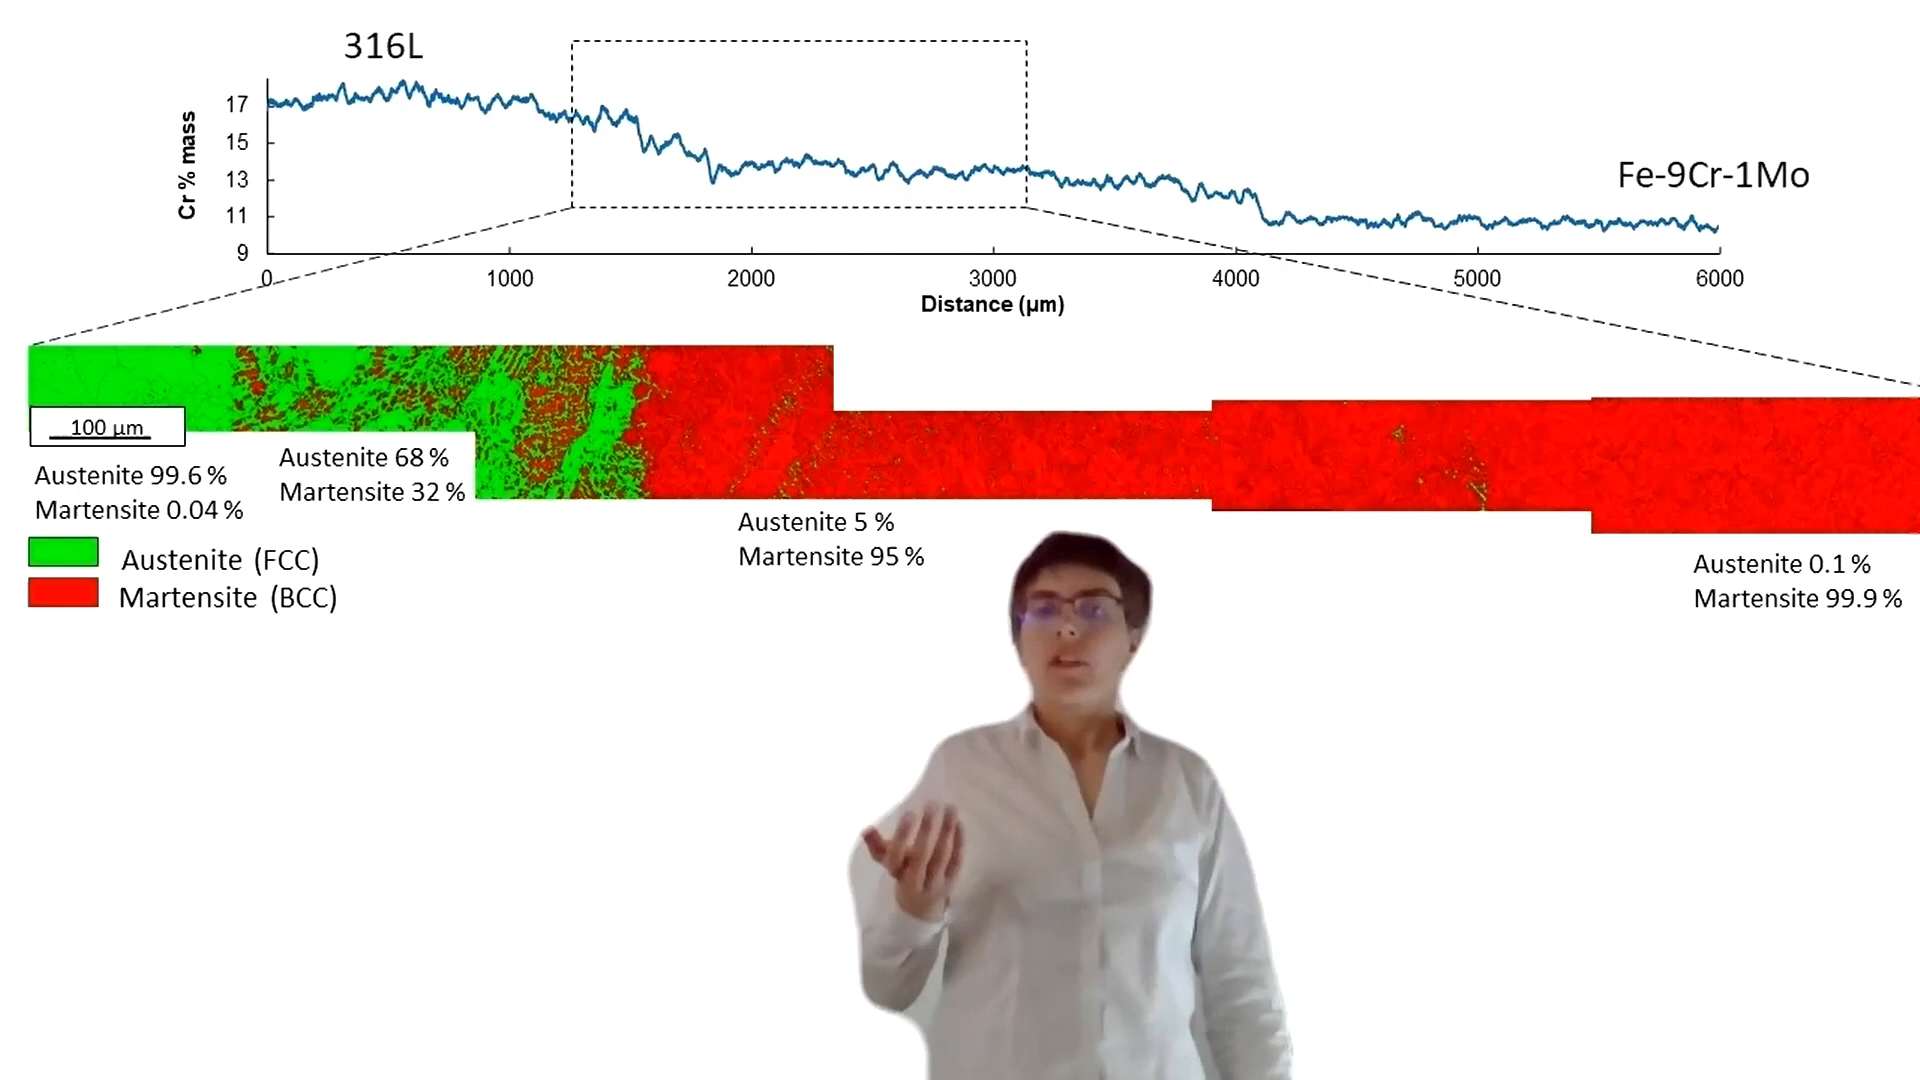 316L
Fe-9Cr-1Mo
Cr % mass
17
15
13
11
9
0 1000 2000 3000 4000 5000 6000
Distance (µm)
100 µm
Austenite 99.6 %
Martensite 0.04 %
Austenite 68 %
Martensite 32 %
Austenite 5 %
Martensite 95 %
Austenite 0.1 %
Martensite 99.9 %
Austenite (FCC)
Martensite (BCC)